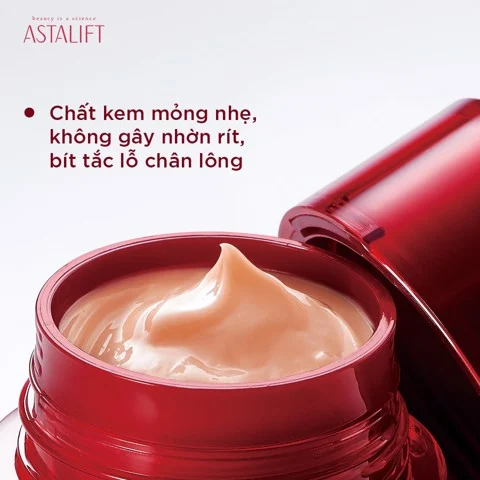 beauty is a science
ASTALIFT
Chất kem mỏng nhẹ,
không gây nhờn rít,
bít tắc lỗ chân lông